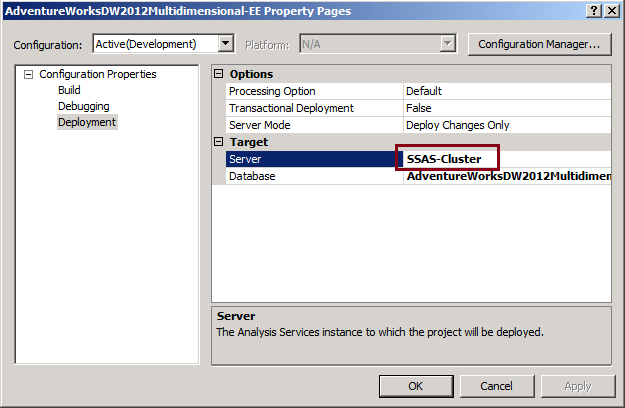 AdventureWorksDW2012Multidimensional-EE Property Pages
Configuration: Active(Development) Platform: N/A Configuration Manager...
Configuration Properties
Build
Debugging
Deployment
Options
Processing Option Default
Transactional Deployment False
Server Mode Deploy Changes Only
Target
Server SSAS-Cluster
Database AdventureWorksDW2012Multidimen
Server
The Analysis Services instance to which the project will be deployed.
OK Cancel Apply